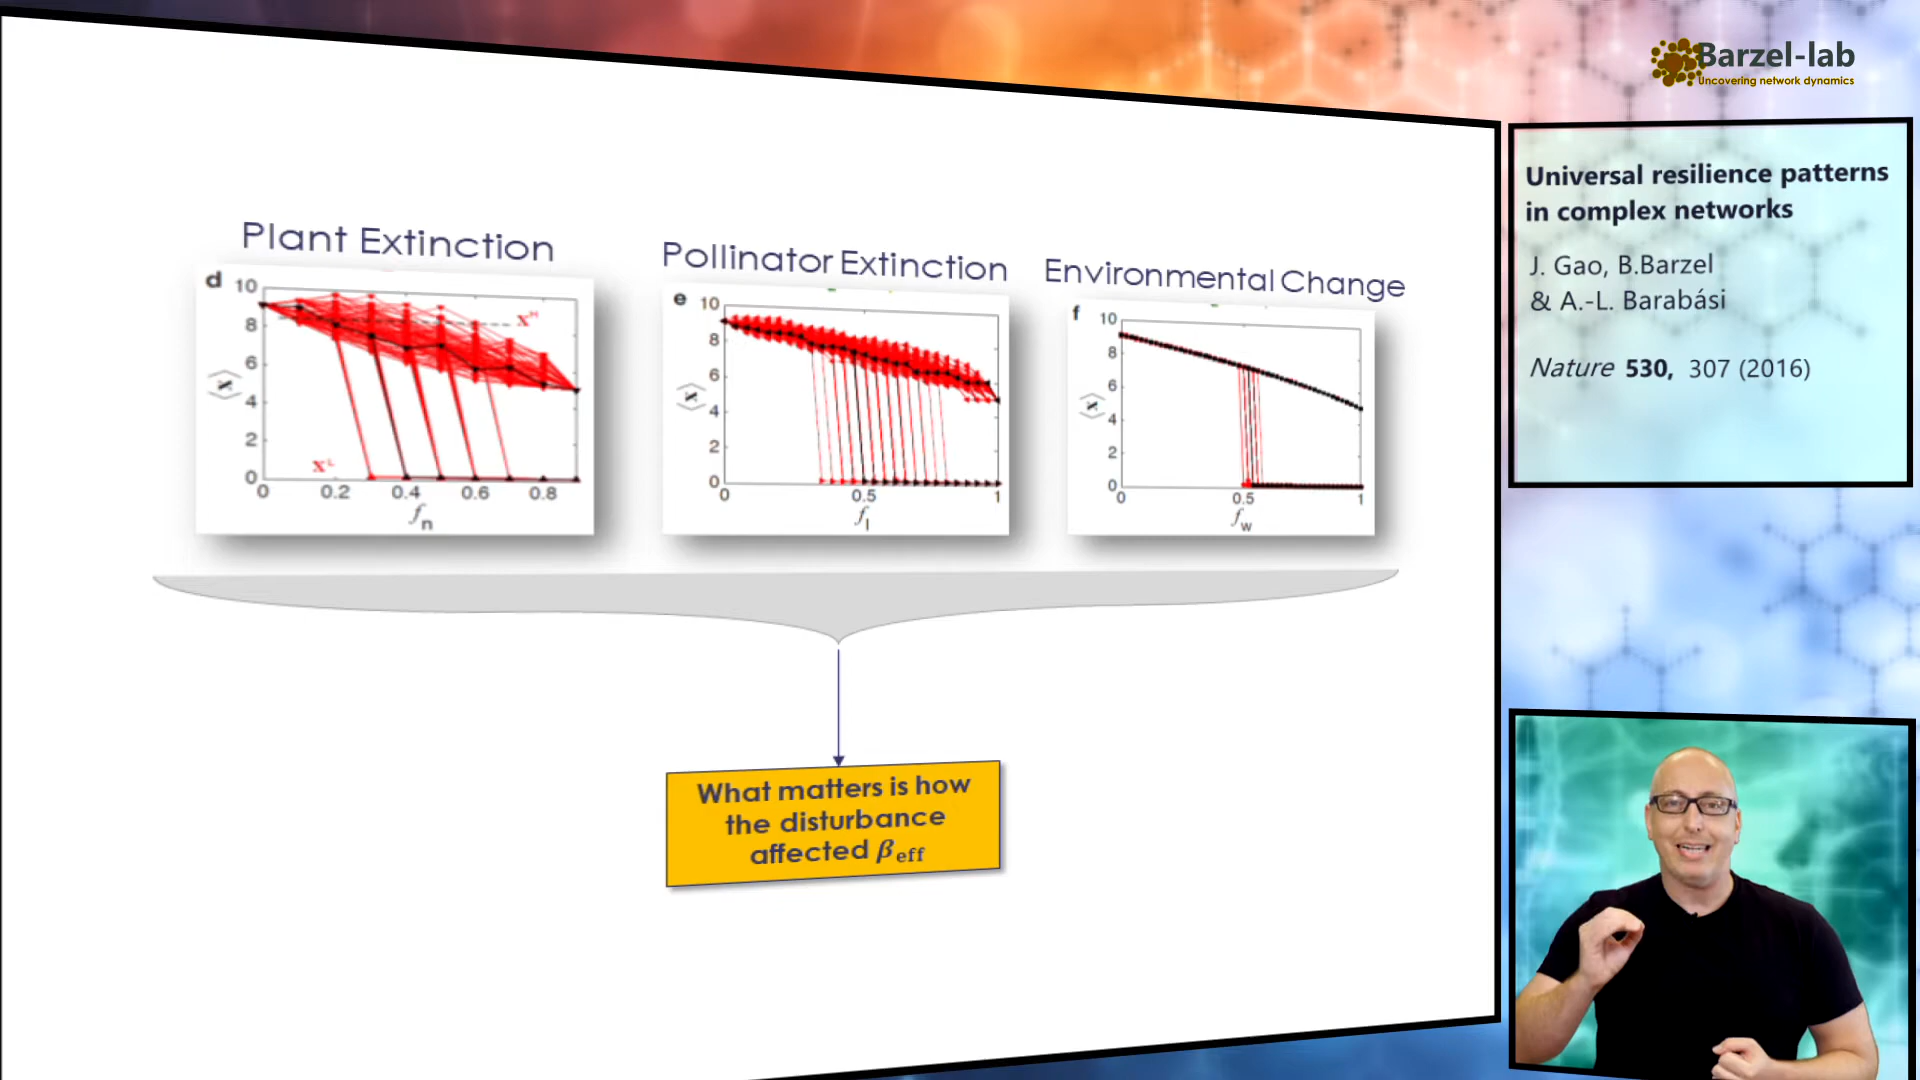 Barzel-lab
Uncovering network dynamics
Universal resilience patterns
in complex networks
J. Gao, B.Barzel
& A.-L. Barabási
Nature 530, 307 (2016)
Plant Extinction
d
10
8
6
4
2
0
⟨x⟩
xᴴ
xᴸ
0 0.2 0.4 0.6 0.8
fn
Pollinator Extinction
e
10
8
6
4
2
0
⟨x⟩
0 0.5 1
fl
Environmental Change
f
10
8
6
4
2
0
⟨x⟩
0 0.5 1
fw
What matters is how
the disturbance
affected βeff